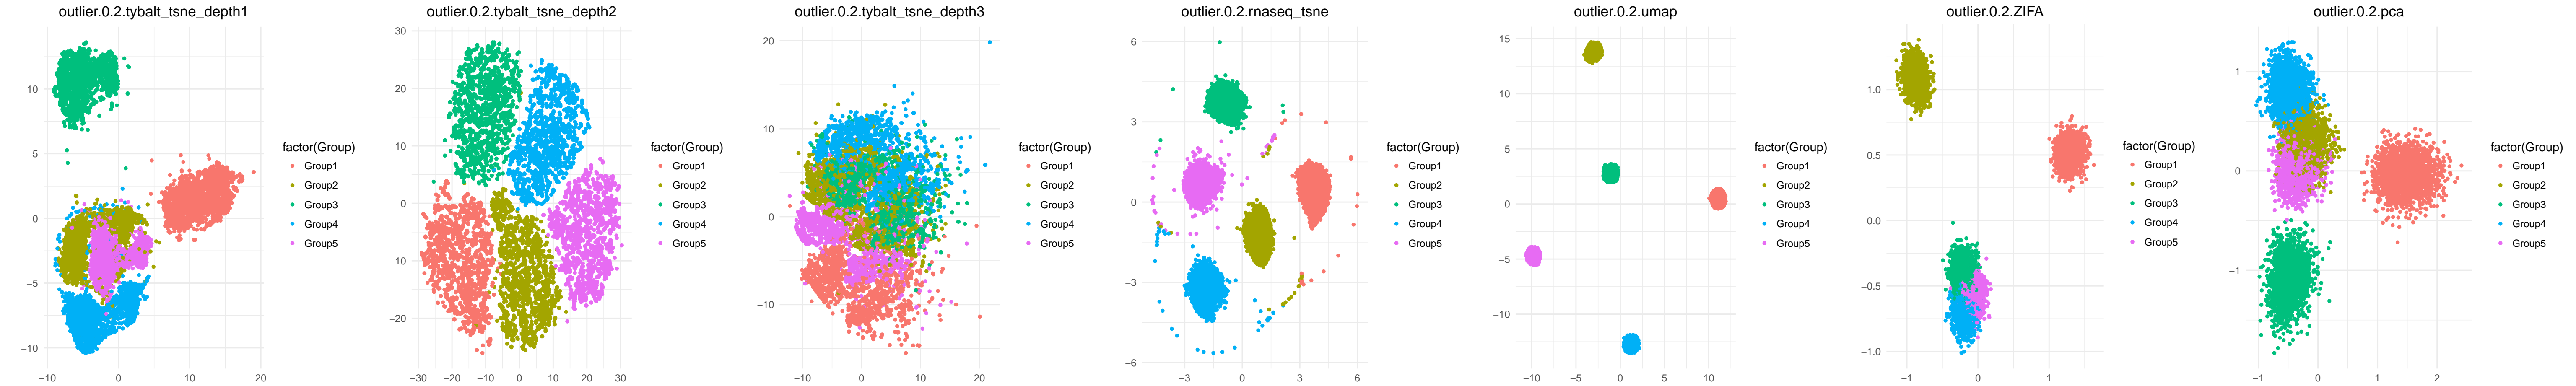 outlier.0.2.tybalt_tsne_depth1
10
5
0
−5
−10
−10
0
10
20
factor(Group)
Group1
Group2
Group3
Group4
Group5
outlier.0.2.tybalt_tsne_depth2
30
20
10
0
−10
−20
−30
−20
−10
0
10
20
30
factor(Group)
Group1
Group2
Group3
Group4
Group5
outlier.0.2.tybalt_tsne_depth3
20
10
0
−10
−10
0
10
20
factor(Group)
Group1
Group2
Group3
Group4
Group5
outlier.0.2.rnaseq_tsne
6
3
0
−3
−6
−3
0
3
6
factor(Group)
Group1
Group2
Group3
Group4
Group5
outlier.0.2.umap
15
10
5
0
−5
−10
−10
−5
0
5
10
factor(Group)
Group1
Group2
Group3
Group4
Group5
outlier.0.2.ZIFA
1.0
0.5
0.0
−0.5
−1.0
−1
0
1
factor(Group)
Group1
Group2
Group3
Group4
Group5
outlier.0.2.pca
1
0
−1
−1
0
1
2
factor(Group)
Group1
Group2
Group3
Group4
Group5